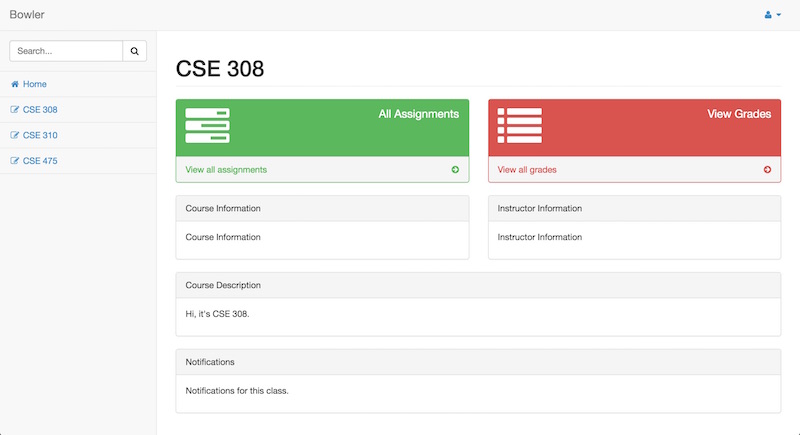 Bowler
Search...
Home
CSE 308
CSE 310
CSE 475
CSE 308
All Assignments
View all assignments
View Grades
View all grades
Course Information
Course Information
Instructor Information
Instructor Information
Course Description
Hi, it's CSE 308.
Notifications
Notifications for this class.